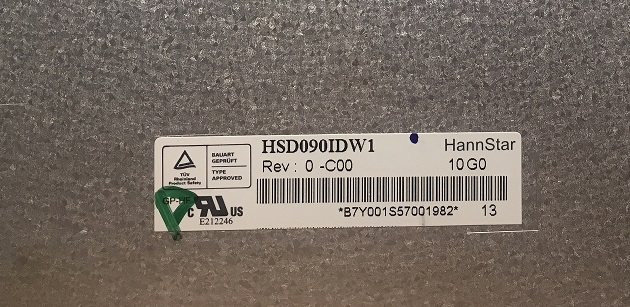 HSD090IDW1 HannStar
Rev : 0 -C00 10G0
BAUART
GEPRÜFT
TYPE
APPROVED
TÜV
Rheinland
Product Safety
GP-HF
c RU US
E212246
*B7Y001S57001982* 13